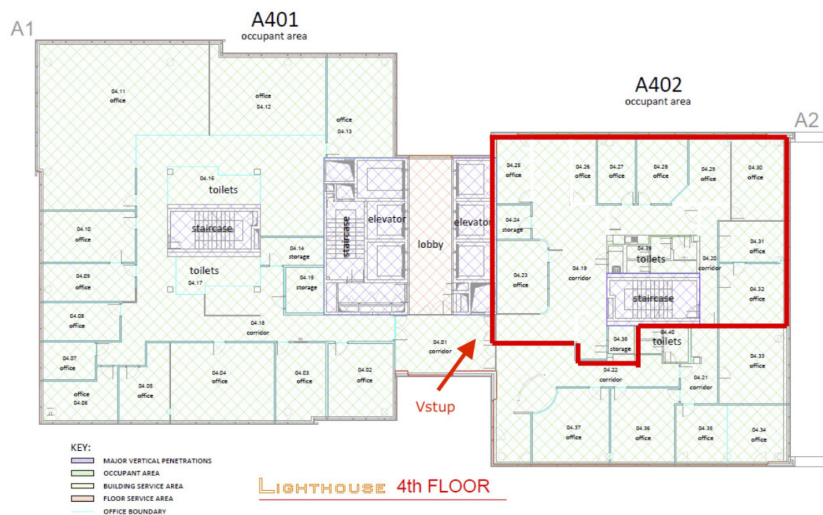 A1
A401
occupant area
A402
occupant area
A2
04.11
office
office
04.12
office
04.13
04.16
toilets
staircase
toilets
04.17
04.10
office
04.09
office
04.08
office
04.07
office
office
04.06
04.05
office
04.04
office
04.03
office
04.02
office
04.18
corridor
04.14
storage
04.15
storage
staircase
elevator
lobby
elevator
04.01
corridor
Vstup
04.25
office
04.26
office
04.27
office
04.28
office
04.29
office
04.30
office
04.24
storage
04.23
office
04.19
corridor
04.39
toilets
04.20
corridor
04.31
office
04.32
office
staircase
04.38
storage
04.40
toilets
04.33
office
04.22
corridor
04.21
corridor
04.37
office
04.36
office
04.35
office
04.34
office
KEY:
MAJOR VERTICAL PENETRATIONS
OCCUPANT AREA
BUILDING SERVICE AREA
FLOOR SERVICE AREA
OFFICE BOUNDARY
LIGHTHOUSE 4th FLOOR